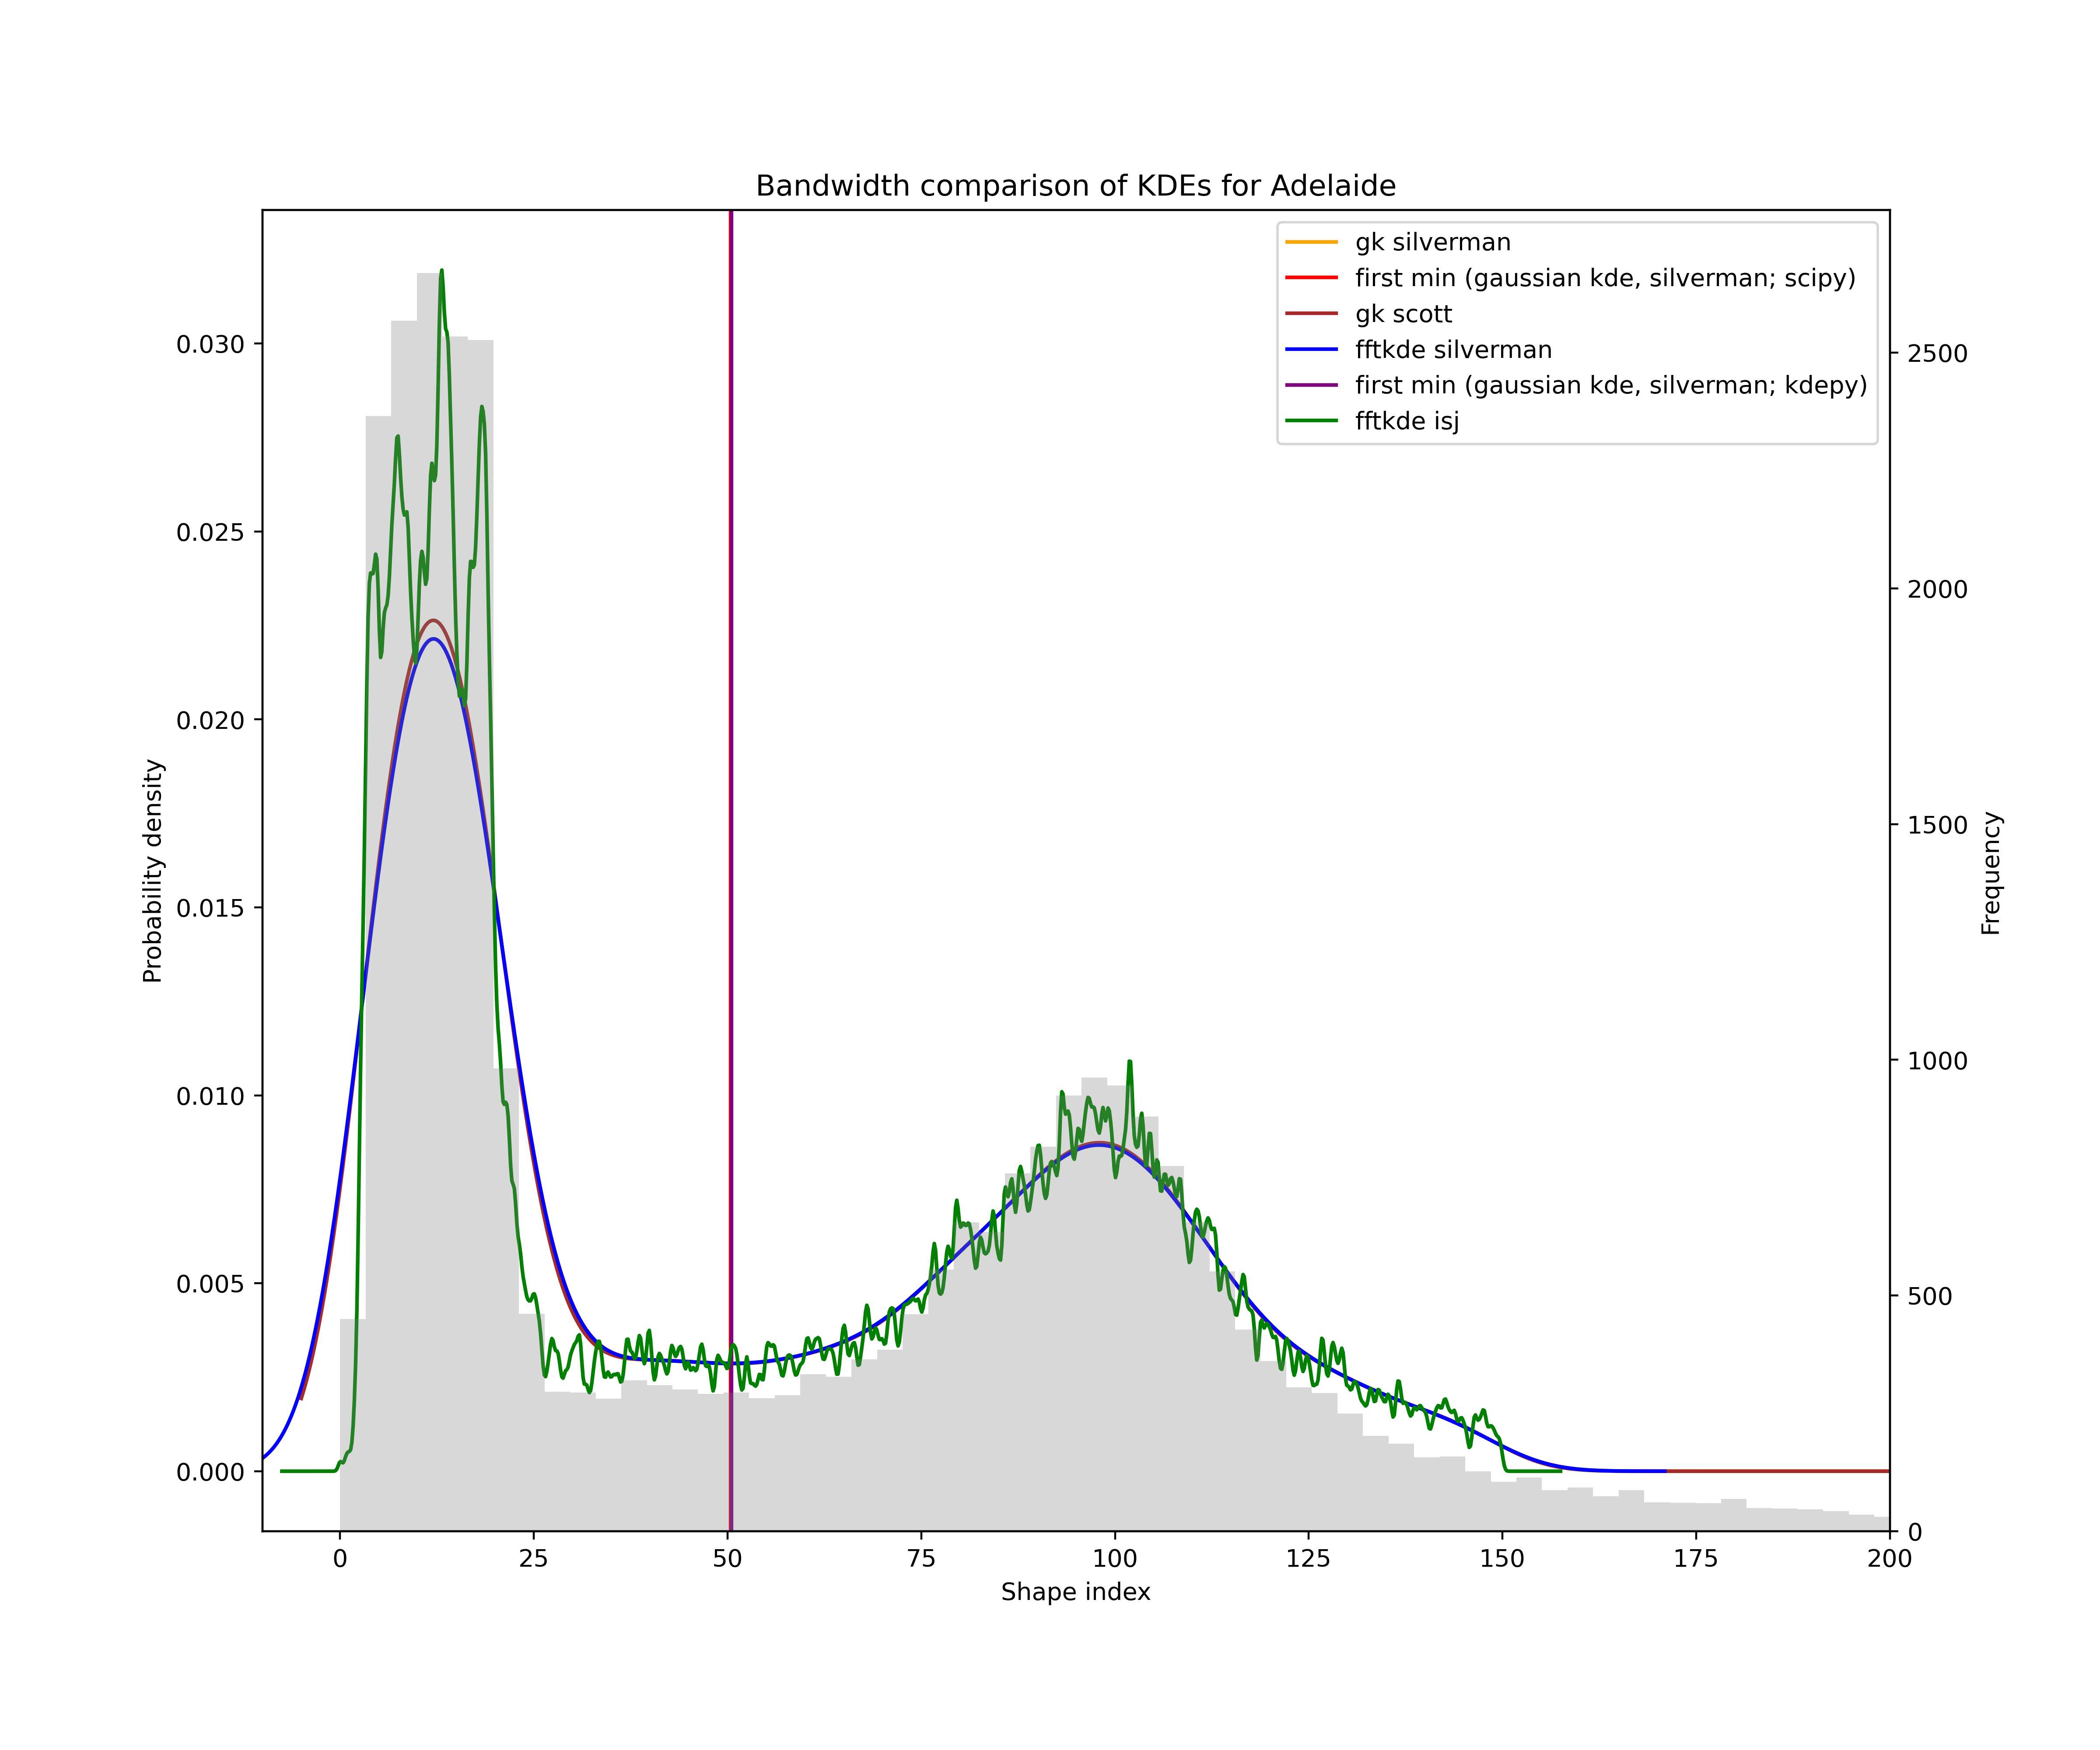 Bandwidth comparison of KDEs for Adelaide
gk silverman
first min (gaussian kde, silverman; scipy)
gk scott
fftkde silverman
first min (gaussian kde, silverman; kdepy)
fftkde isj
0.030
0.025
0.020
0.015
0.010
0.005
0.000
Probability density
2500
2000
1500
1000
500
0
Frequency
0 25 50 75 100 125 150 175 200
Shape index